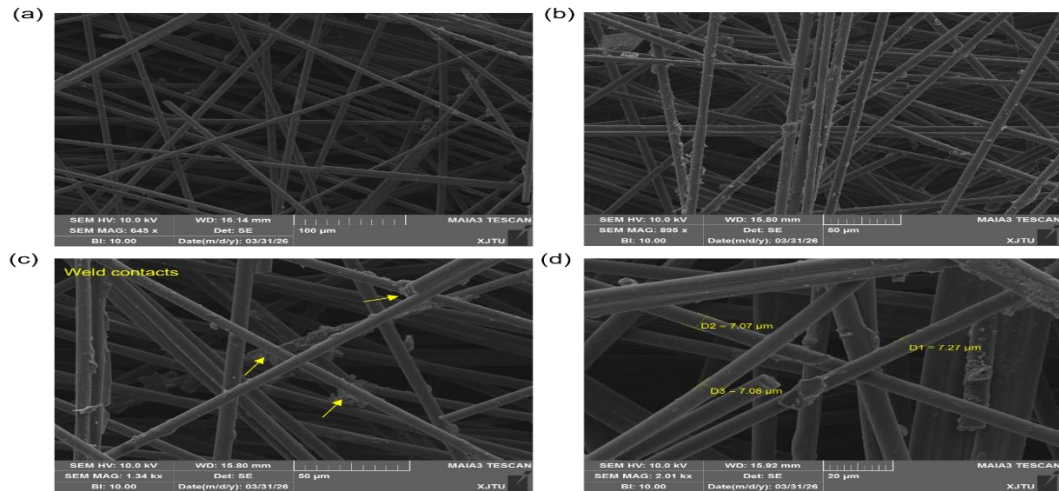 (a)
SEM HV: 10.0 kV WD: 16.14 mm MAIA3 TESCAN
SEM MAG: 645 x Det: SE 100 µm
BI: 10.00 Date(m/d/y): 03/31/26 XJTU
(b)
SEM HV: 10.0 kV WD: 15.80 mm MAIA3 TESCAN
SEM MAG: 895 x Det: SE 50 µm
BI: 10.00 Date(m/d/y): 03/31/26 XJTU
(c)
Weld contacts
SEM HV: 10.0 kV WD: 15.80 mm MAIA3 TESCAN
SEM MAG: 1.34 kx Det: SE 50 µm
BI: 10.00 Date(m/d/y): 03/31/26 XJTU
(d)
D2 = 7.07 µm
D1 = 7.27 µm
D3 = 7.08 µm
SEM HV: 10.0 kV WD: 15.92 mm MAIA3 TESCAN
SEM MAG: 2.01 kx Det: SE 20 µm
BI: 10.00 Date(m/d/y): 03/31/26 XJTU